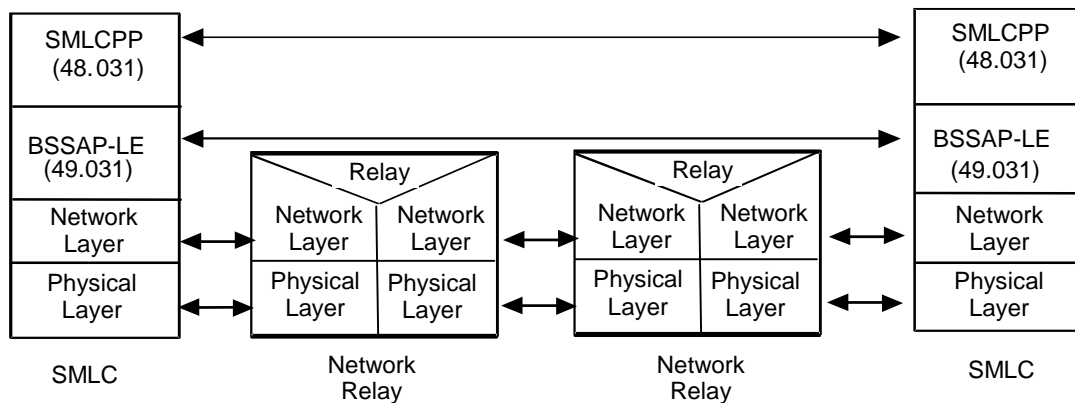 SMLCPP
(48.031)
BSSAP-LE
(49.031)
Network
Layer
Physical
Layer
SMLC
Relay
Network
Layer
Network
Layer
Physical
Layer
Physical
Layer
Network
Relay
Relay
Network
Layer
Network
Layer
Physical
Layer
Physical
Layer
Network
Relay
SMLCPP
(48.031)
BSSAP-LE
(49.031)
Network
Layer
Physical
Layer
SMLC